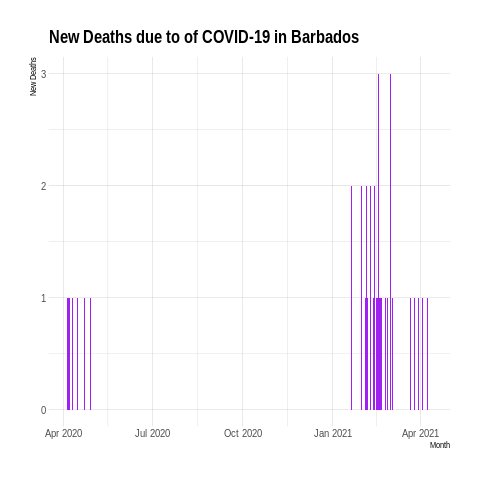 New Deaths due to of COVID-19 in Barbados
New Deaths
3
2
1
0
Apr 2020 Jul 2020 Oct 2020 Jan 2021 Apr 2021
Month